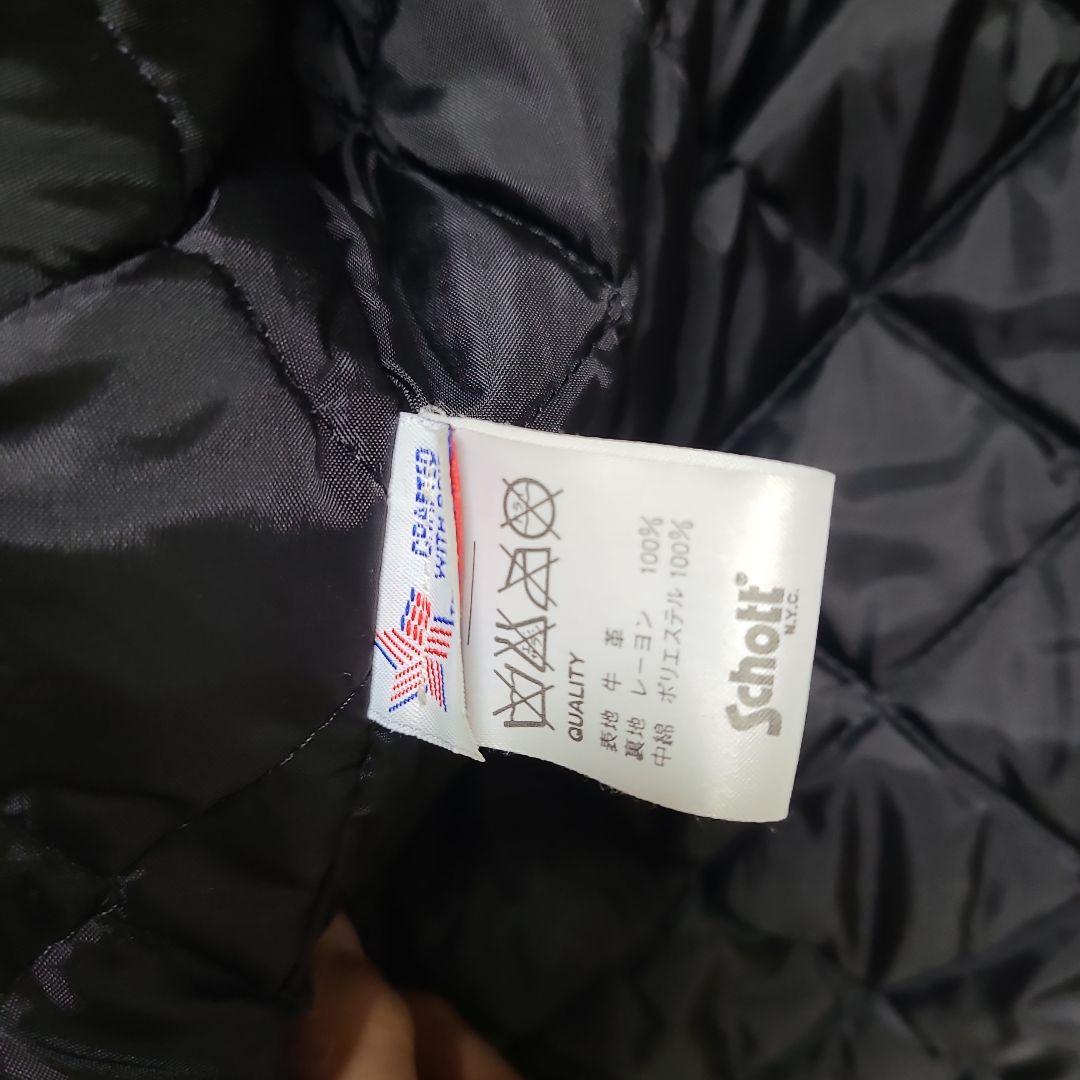 CRAFTED
WITH
QUALITY
表地 牛 革
裏地 レーヨン 100%
中綿 ポリエステル 100%
Schott®
N.Y.C.